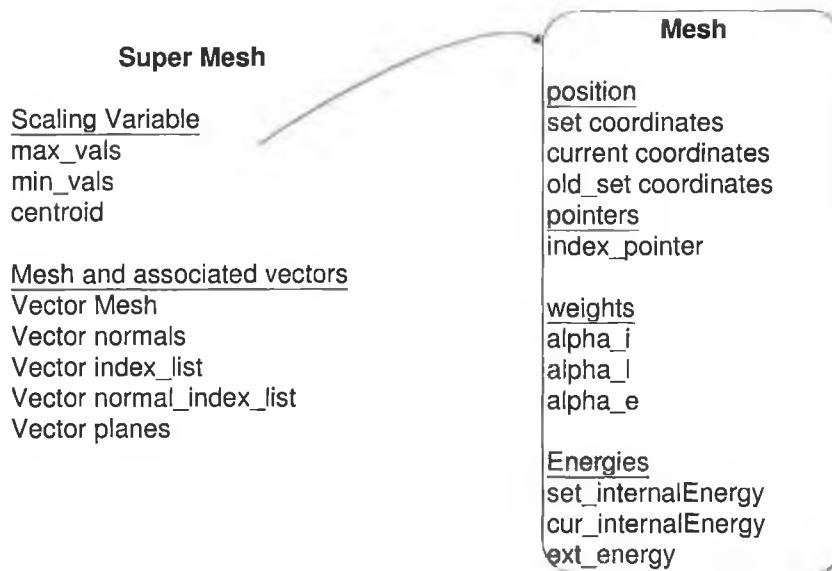 Super Mesh
Scaling Variable
max_vals
min_vals
centroid
Mesh and associated vectors
Vector Mesh
Vector normals
Vector index_list
Vector normal_index_list
Vector planes
Mesh
position
set coordinates
current coordinates
old_set coordinates
pointers
index_pointer
weights
alpha_i
alpha_l
alpha_e
Energies
set_internalEnergy
cur_internalEnergy
ext_energy